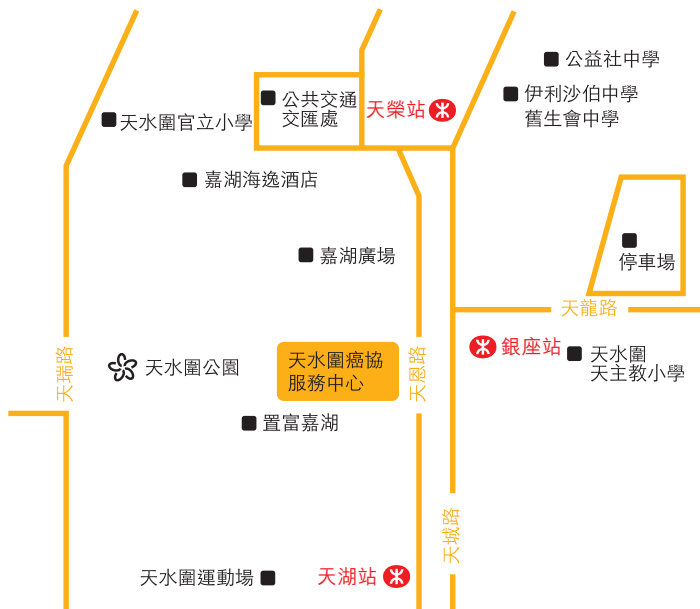 公益社中學
伊利沙伯中學
舊生會中學
公共交通
交匯處
天榮站
天水圍官立小學
嘉湖海逸酒店
嘉湖廣場
停車場
天龍路
銀座站
天水圍
天主教小學
天瑞路
天水圍公園
天水圍癌協
服務中心
天恩路
置富嘉湖
天城路
天水圍運動場
天湖站